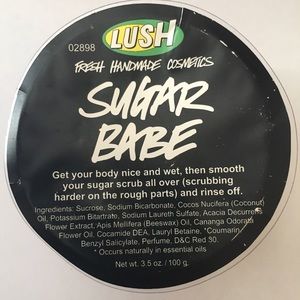 02898
LUSH
FRESH HANDMADE COSMETICS
SUGAR
BABE
Get your body nice and wet, then smooth
your sugar scrub all over (scrubbing
harder on the rough parts) and rinse off.
Ingredients: Sucrose, Sodium Bicarbonate, Cocos Nucifera (Coconut)
Oil, Potassium Bitartrate, Sodium Laureth Sulfate, Acacia Decurrens
Flower Extract, Apis Mellifera (Beeswax) Oil, Cananga Odorata
Flower Oil, Cocamide DEA, Lauryl Betaine, *Coumarin,
Benzyl Salicylate, Perfume, D&C Red 30.
* Occurs naturally in essential oils
Net wt. 3.5 oz. / 100 g.